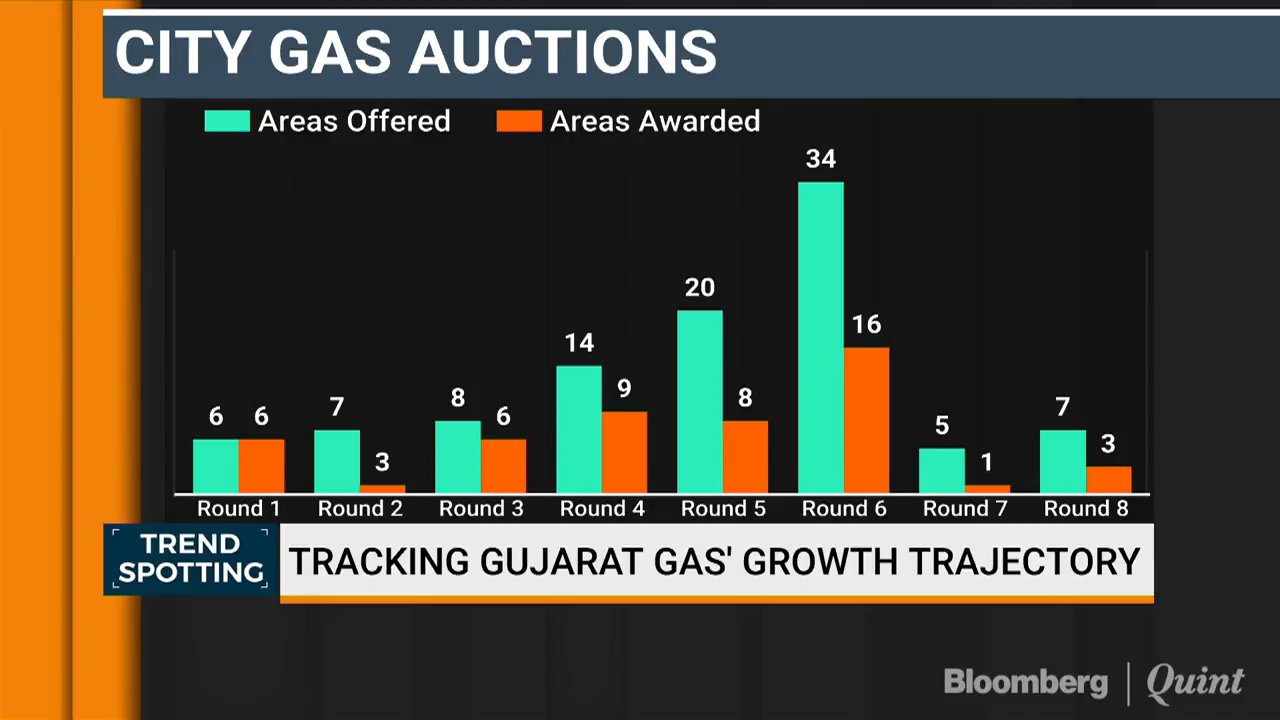 CITY GAS AUCTIONS
Areas Offered Areas Awarded
34
20
16
14
9
8
8
7
7
6 6
6
5
3
3
1
Round 1 Round 2 Round 3 Round 4 Round 5 Round 6 Round 7 Round 8
TREND
SPOTTING
TRACKING GUJARAT GAS' GROWTH TRAJECTORY
Bloomberg | Quint